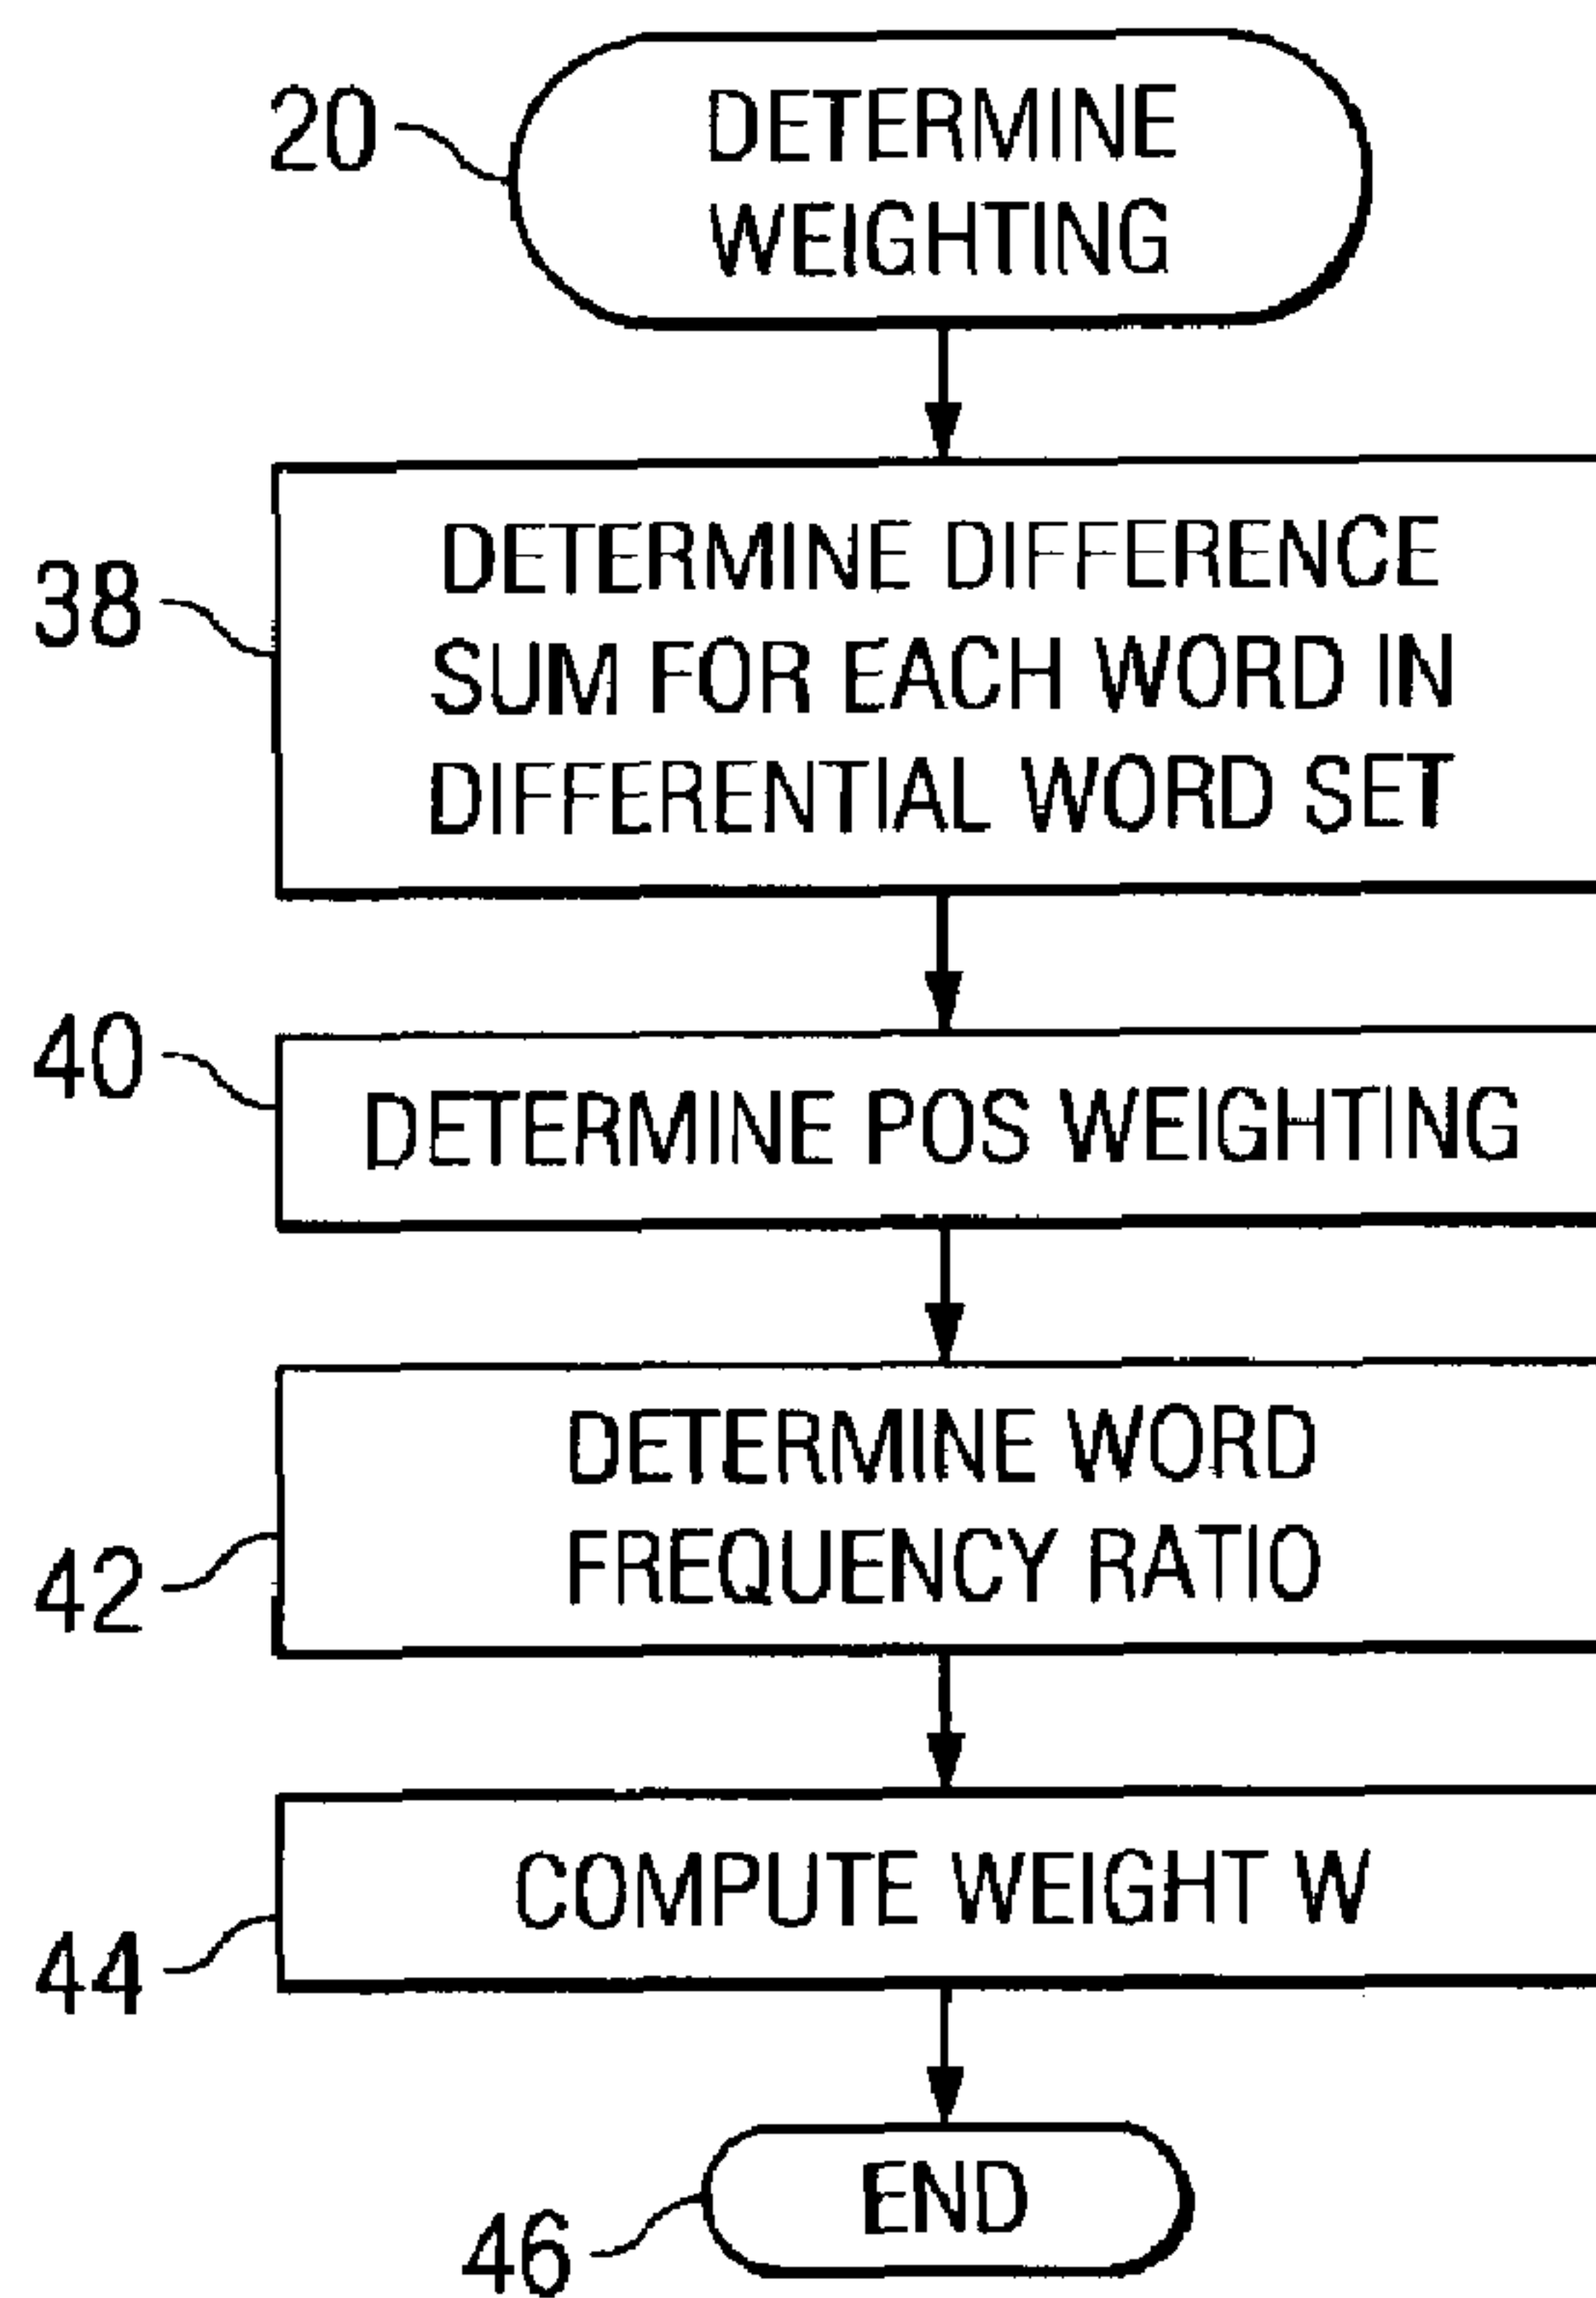 20
DETERMINE
WEIGHTING
38
DETERMINE DIFFERENCE
SUM FOR EACH WORD IN
DIFFERENTIAL WORD SET
40
DETERMINE POS WEIGHTING
42
DETERMINE WORD
FREQUENCY RATIO
44
COMPUTE WEIGHT W
46
END